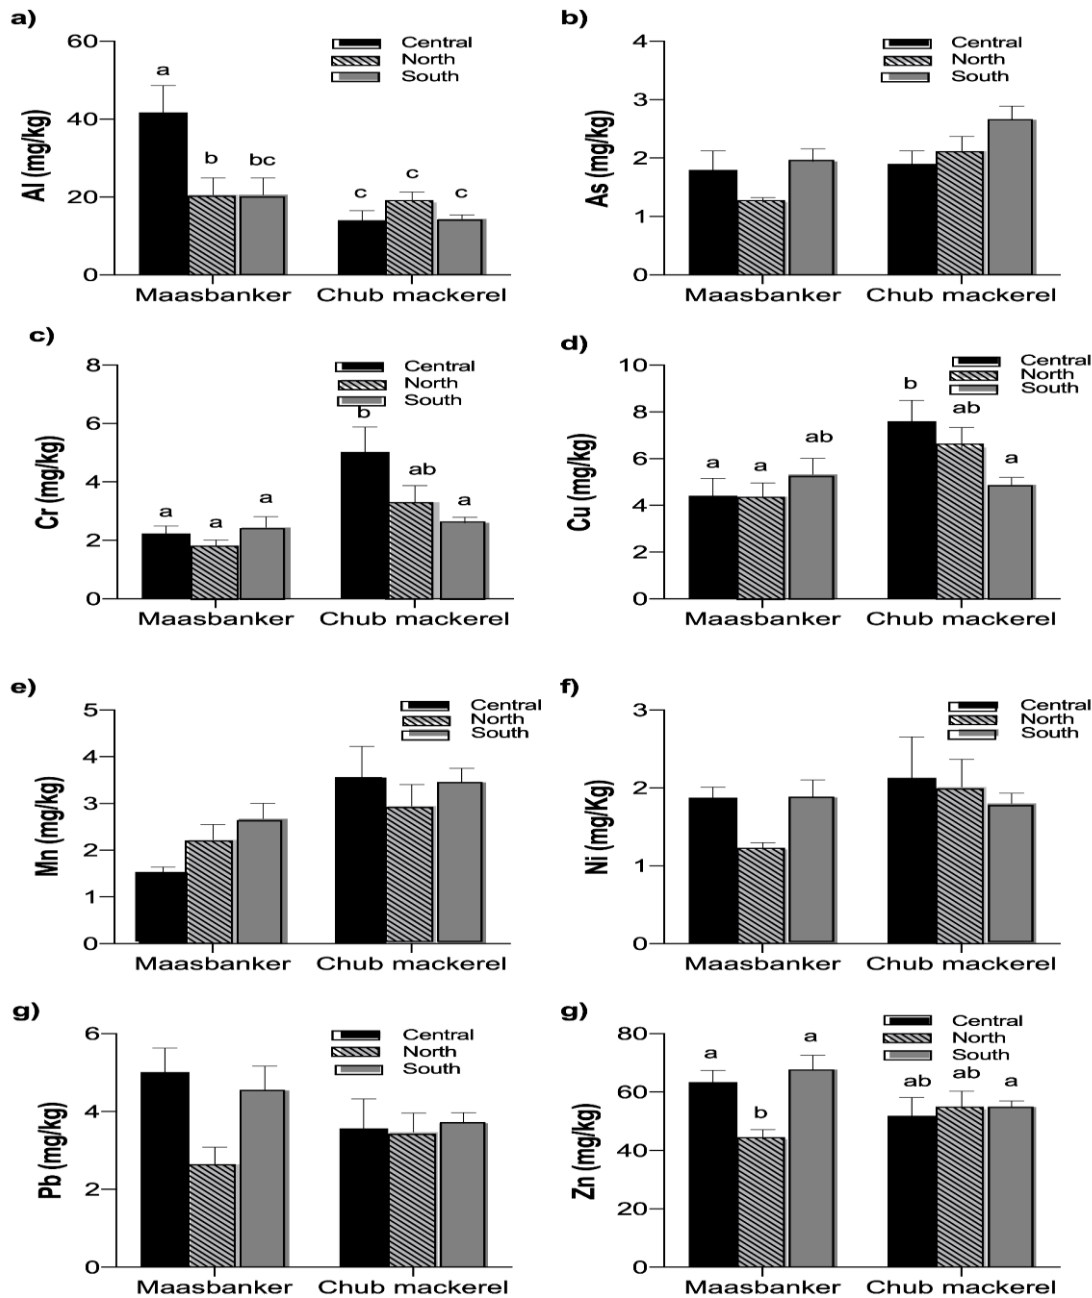 a)
60
40
20
0
Al (mg/kg)
Central
North
South
a
b
bc
c
c
c
Maasbanker
Chub mackerel
b)
4
3
2
1
0
As (mg/kg)
Central
North
South
Maasbanker
Chub mackerel
c)
8
6
4
2
0
Cr (mg/kg)
Central
North
South
a
a
a
b
ab
a
Maasbanker
Chub mackerel
d)
10
8
6
4
2
0
Cu (mg/kg)
Central
North
South
a
a
ab
b
ab
a
Maasbanker
Chub mackerel
e)
5
4
3
2
1
0
Mn (mg/kg)
Central
North
South
Maasbanker
Chub mackerel
f)
3
2
1
0
Ni (mg/Kg)
Central
North
South
Maasbanker
Chub mackerel
g)
6
4
2
0
Pb (mg/kg)
Central
North
South
Maasbanker
Chub mackerel
g)
80
60
40
20
0
Zn (mg/kg)
Central
North
South
a
b
a
ab
ab
a
Maasbanker
Chub mackerel